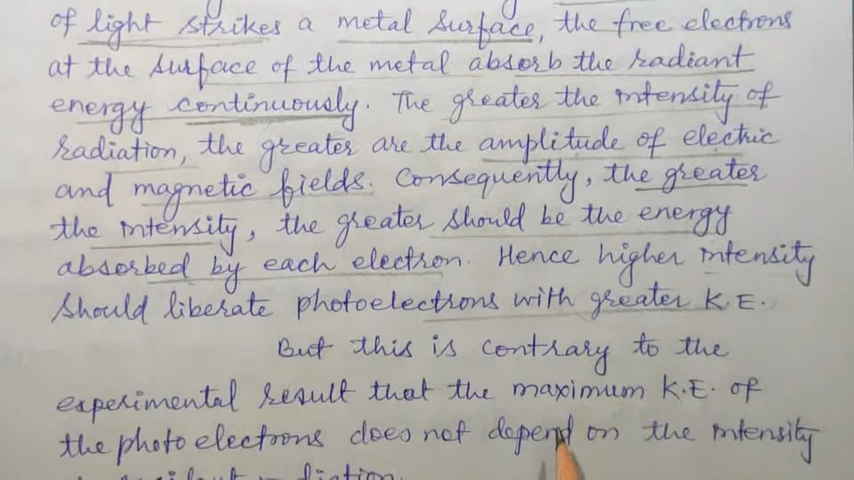 of light strikes a metal surface, the free electrons
at the surface of the metal absorb the radiant
energy continuously. The greater the intensity of
radiation, the greater are the amplitude of electric
and magnetic fields. Consequently, the greater
the intensity, the greater should be the energy
absorbed by each electron. Hence higher intensity
should liberate photoelectrons with greater K.E.
But this is contrary to the
experimental result that the maximum K.E. of
the photoelectrons does not depend on the intensity